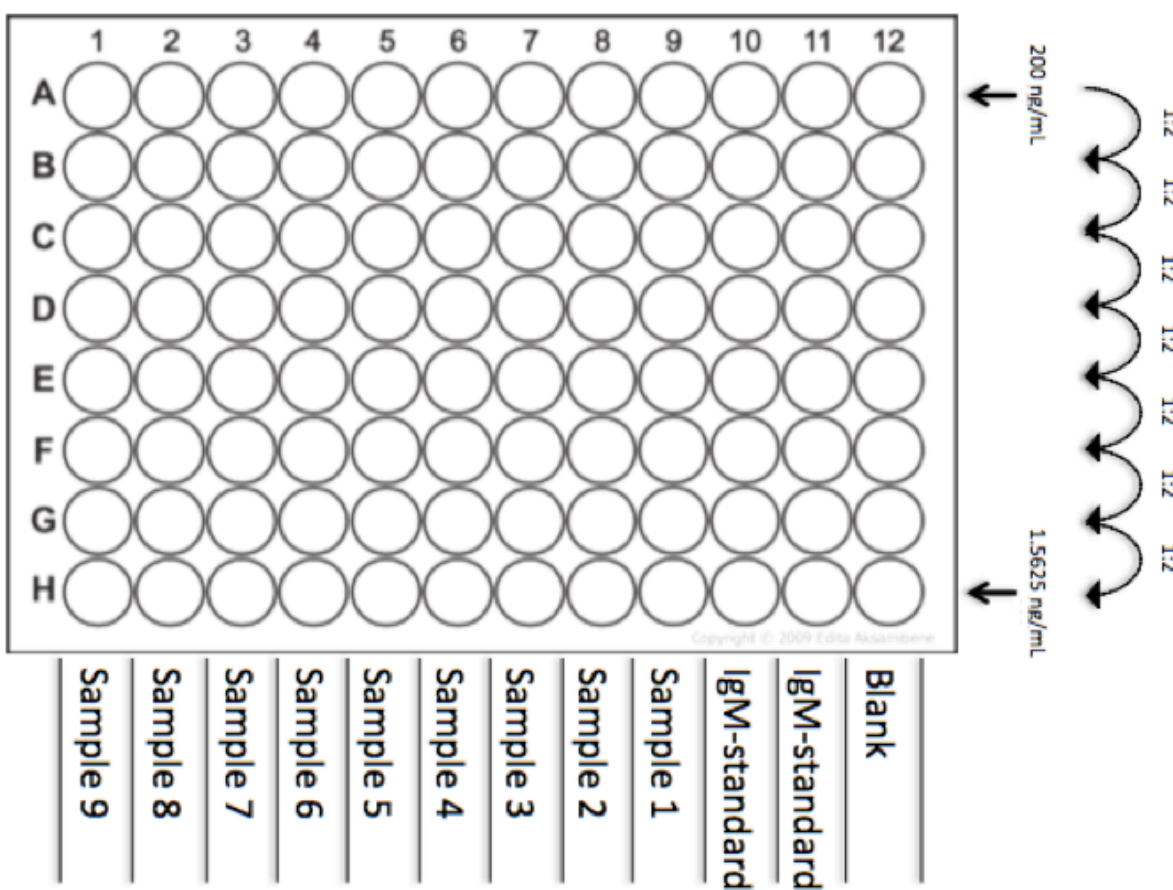 1 2 3 4 5 6 7 8 9 10 11 12
A
B
C
D
E
F
G
H
200 ng/mL
1.5625 ng/mL
1:2
1:2
1:2
1:2
1:2
1:2
1:2
Copyright © 2009 Edita Aksamitiene
Sample 9
Sample 8
Sample 7
Sample 6
Sample 5
Sample 4
Sample 3
Sample 2
Sample 1
IgM-standard
IgM-standard
Blank